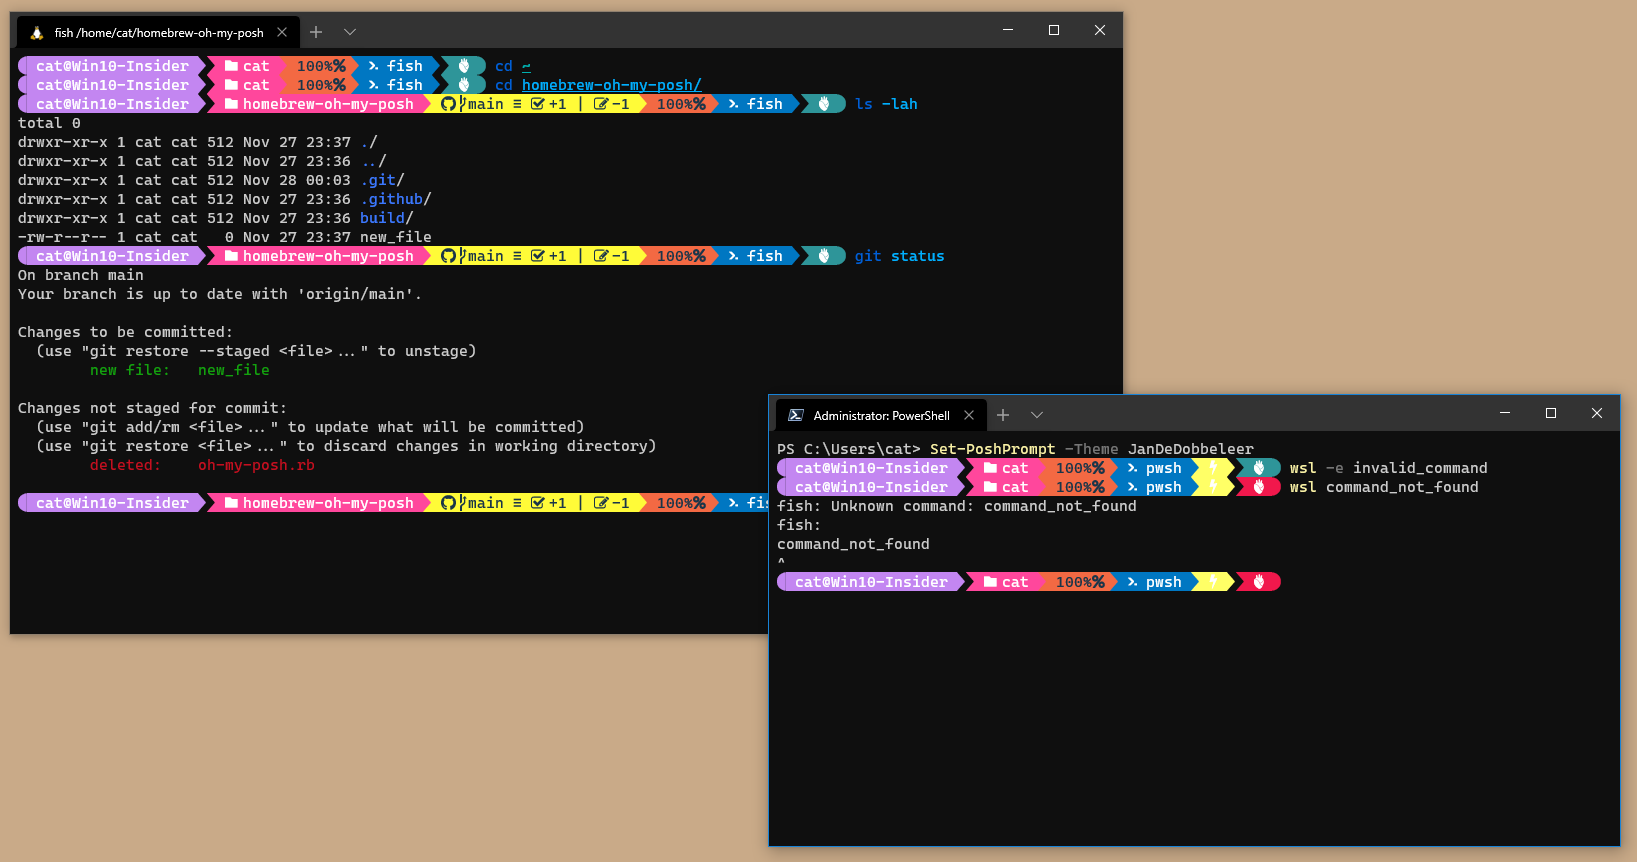 fish /home/cat/homebrew-oh-my-posh
cat@Win10-Insider cat 100%% fish cd ~
cat@Win10-Insider cat 100%% fish cd homebrew-oh-my-posh/
cat@Win10-Insider homebrew-oh-my-posh main ≡ +1 | -1 100%% fish ls -lah
total 0
drwxr-xr-x 1 cat cat 512 Nov 27 23:37 ./
drwxr-xr-x 1 cat cat 512 Nov 27 23:36 ../
drwxr-xr-x 1 cat cat 512 Nov 28 00:03 .git/
drwxr-xr-x 1 cat cat 512 Nov 27 23:36 .github/
drwxr-xr-x 1 cat cat 512 Nov 27 23:36 build/
-rw-r--r-- 1 cat cat   0 Nov 27 23:37 new_file
cat@Win10-Insider homebrew-oh-my-posh main ≡ +1 | -1 100%% fish git status
On branch main
Your branch is up to date with 'origin/main'.
Changes to be committed:
(use "git restore --staged <file>..." to unstage)
new file:   new_file
Changes not staged for commit:
(use "git add/rm <file>..." to update what will be committed)
(use "git restore <file>..." to discard changes in working directory)
deleted:    oh-my-posh.rb
cat@Win10-Insider homebrew-oh-my-posh main ≡ +1 | -1 100%% fis
Administrator: PowerShell
PS C:\Users\cat> Set-PoshPrompt -Theme JanDeDobbeleer
cat@Win10-Insider cat 100%% pwsh wsl -e invalid_command
cat@Win10-Insider cat 100%% pwsh wsl command_not_found
fish: Unknown command: command_not_found
fish:
command_not_found
^
cat@Win10-Insider cat 100%% pwsh